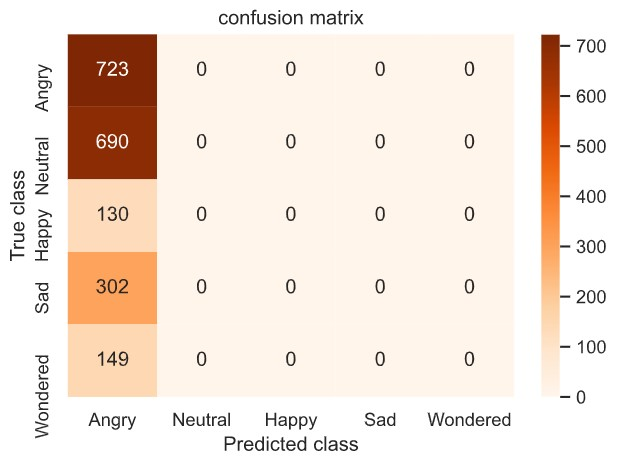 confusion matrix
True class
Angry 723 0 0 0 0
Neutral 690 0 0 0 0
Happy 130 0 0 0 0
Sad 302 0 0 0 0
Wondered 149 0 0 0 0
Angry Neutral Happy Sad Wondered
Predicted class
700
600
500
400
300
200
100
0